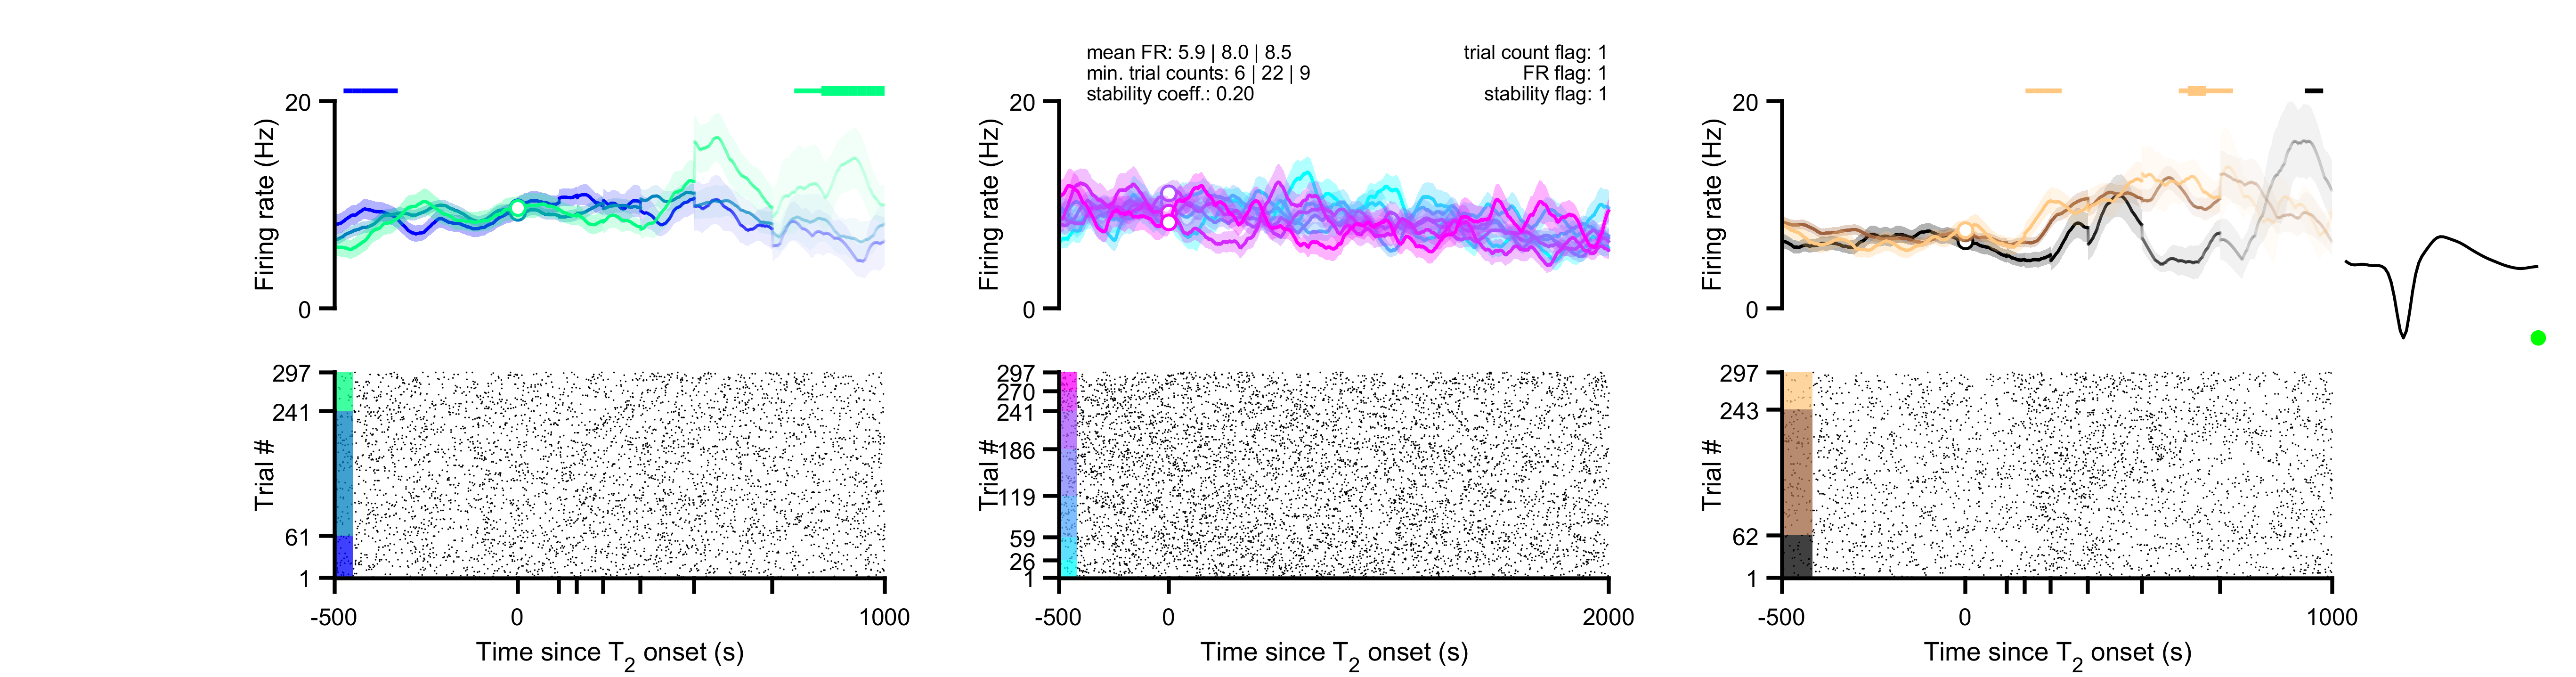 mean FR: 5.9 | 8.0 | 8.5
min. trial counts: 6 | 22 | 9
stability coeff.: 0.20
trial count flag: 1
FR flag: 1
stability flag: 1
20
0
Firing rate (Hz)
20
0
Firing rate (Hz)
20
0
Firing rate (Hz)
297
241
61
1
Trial #
-500
0
1000
Time since T2 onset (s)
297
270
241
186
119
59
26
1
Trial #
-500
0
2000
Time since T2 onset (s)
297
243
62
1
Trial #
-500
0
1000
Time since T2 onset (s)